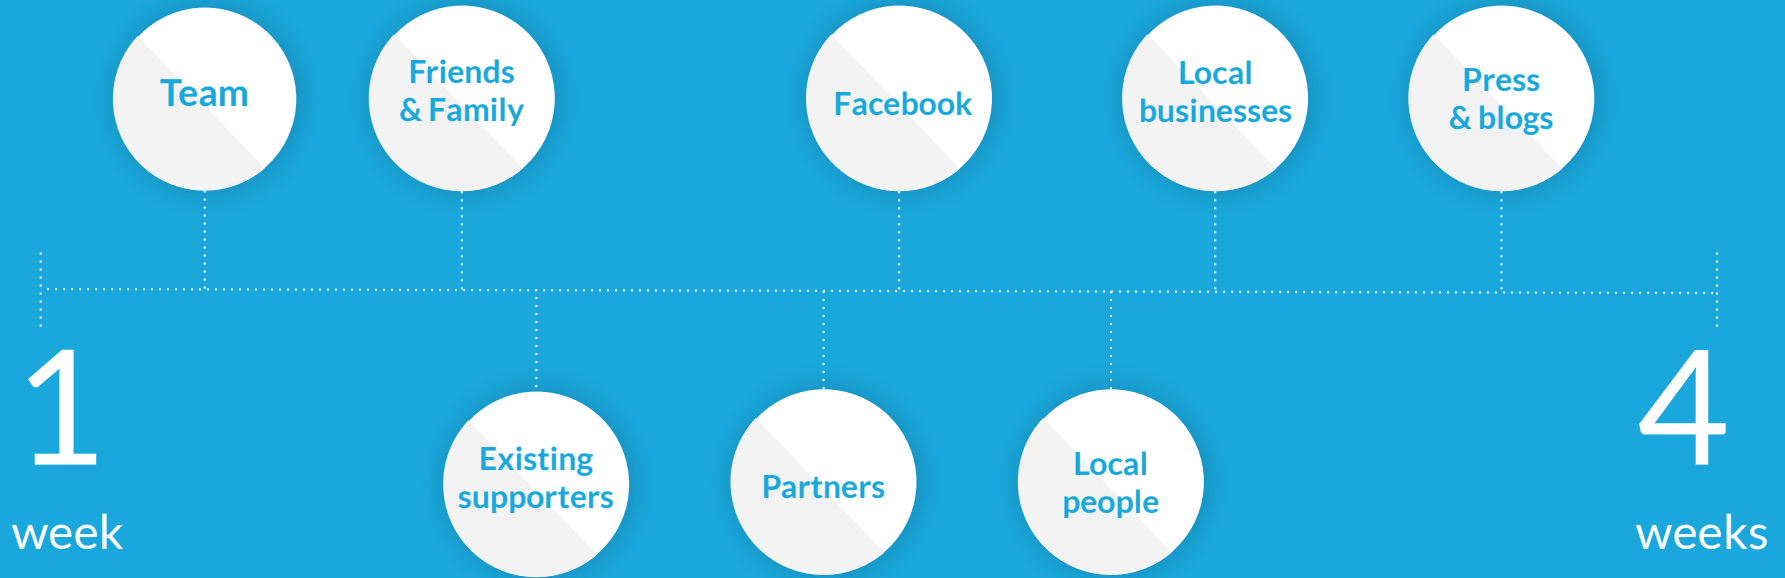 Team
Friends
& Family
Facebook
Local
businesses
Press
& blogs
1
week
Existing
supporters
Partners
Local
people
4
weeks